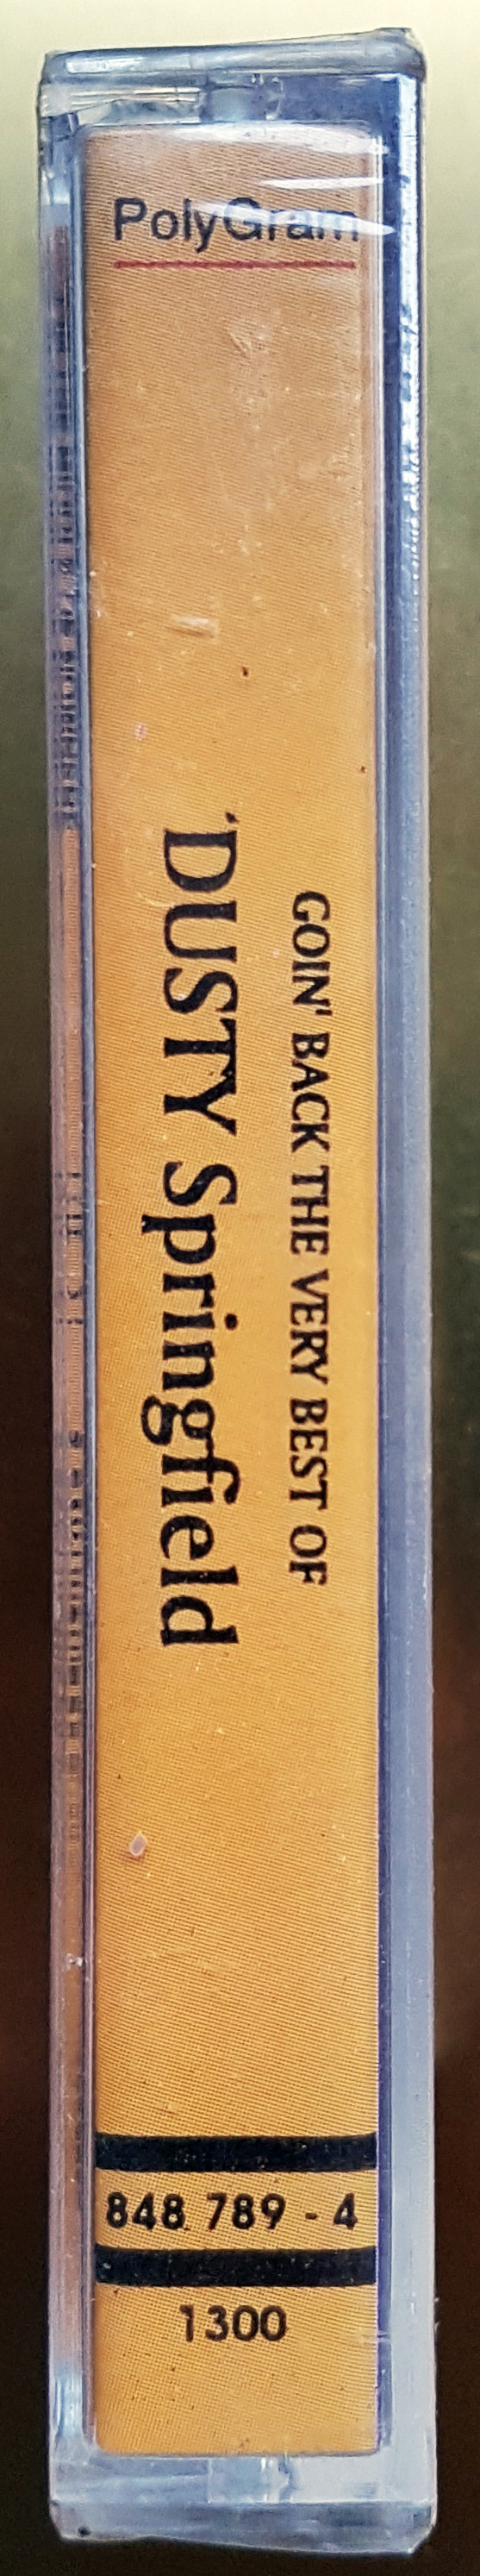 PolyGram
GOIN' BACK THE VERY BEST OF
DUSTY Springfield
848 789 - 4
1300